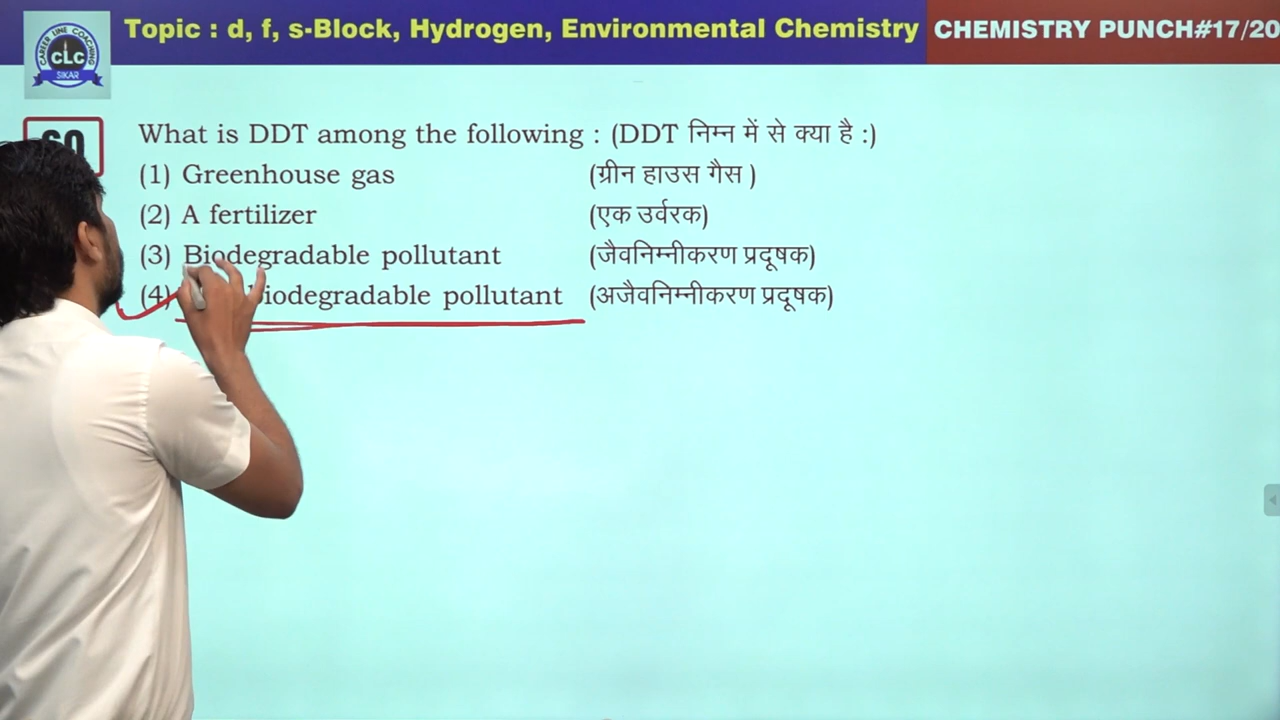 Topic : d, f, s-Block, Hydrogen, Environmental Chemistry
CHEMISTRY PUNCH#17/20
CAREER LINE COACHING
CLC
SIKAR
What is DDT among the following : (DDT निम्न में से क्या है :)
(1) Greenhouse gas (ग्रीन हाउस गैस )
(2) A fertilizer (एक उर्वरक)
(3) Biodegradable pollutant (जैवनिम्नीकरण प्रदूषक)
(4) biodegradable pollutant (अजैवनिम्नीकरण प्रदूषक)